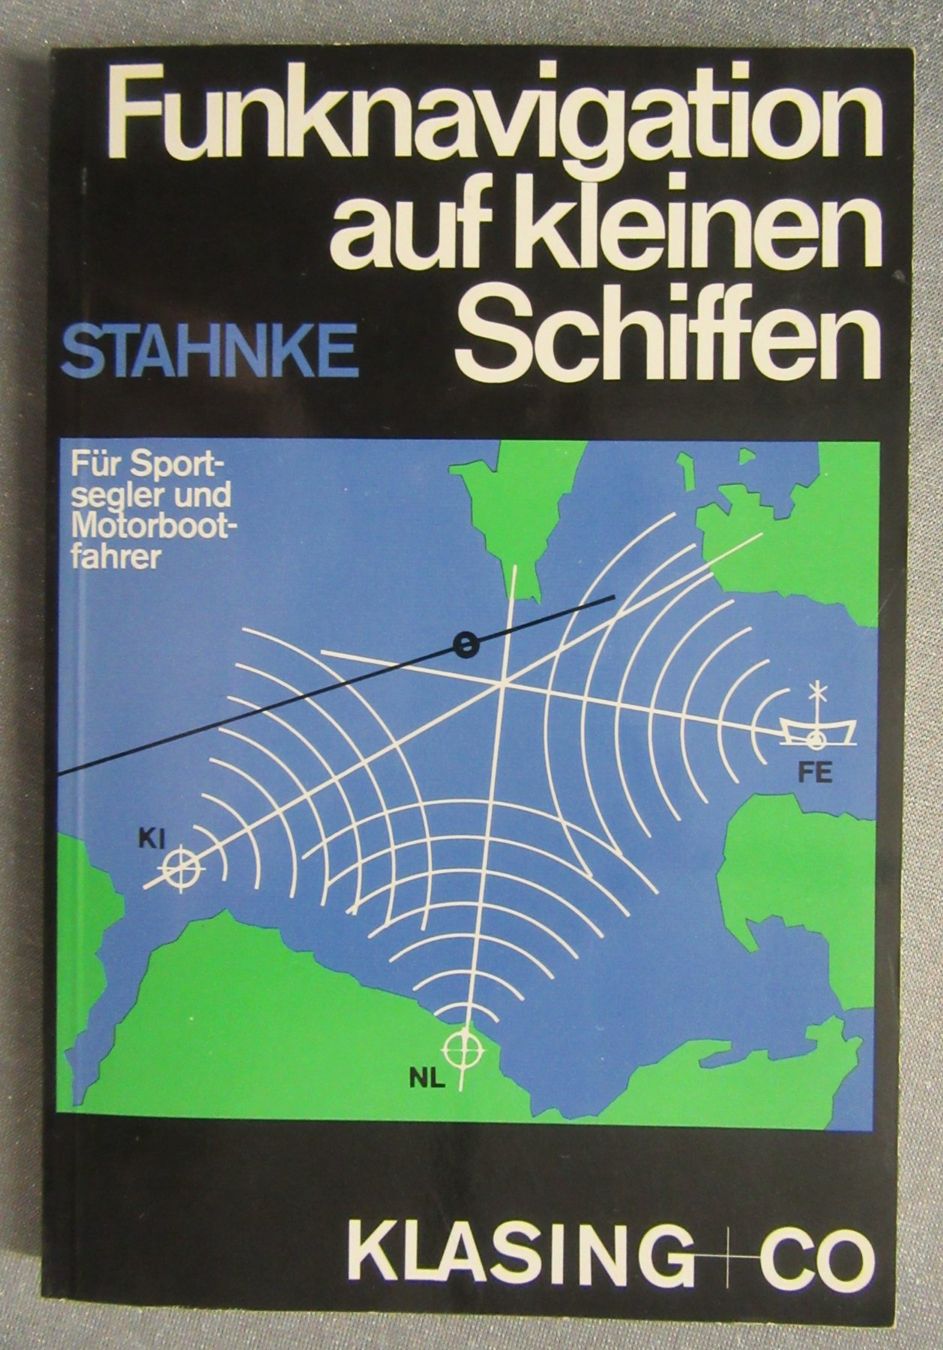 Funknavigation
auf kleinen
Schiffen
STAHNKE
Für Sport-
segler und
Motorboot-
fahrer
FE
KI
NL
KLASING+CO